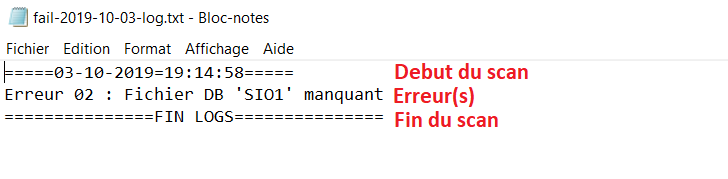 fail-2019-10-03-log.txt - Bloc-notes
Fichier Edition Format Affichage Aide
=====03-10-2019=19:14:58===== Debut du scan
Erreur 02 : Fichier DB 'SIO1' manquant Erreur(s)
===============FIN LOGS=============== Fin du scan